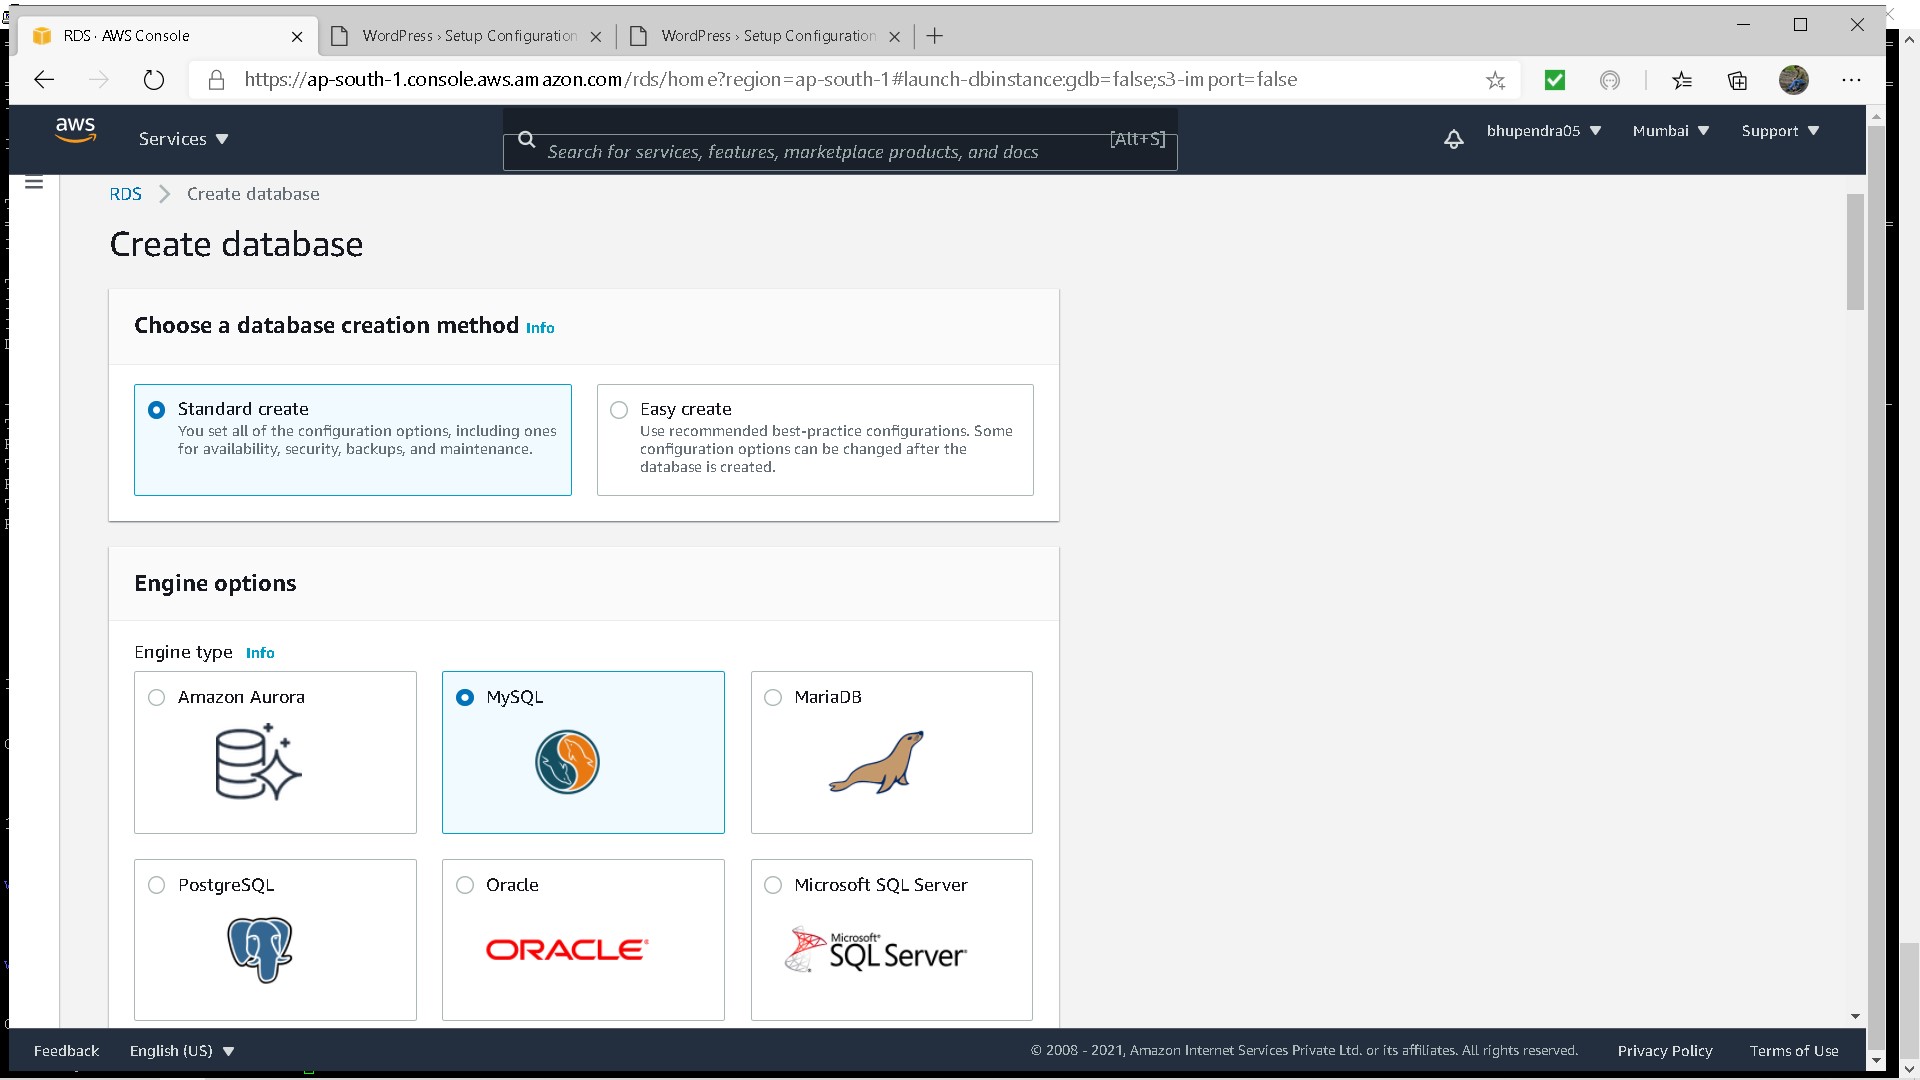 RDS · AWS Console
WordPress › Setup Configuration
WordPress › Setup Configuration
https://ap-south-1.console.aws.amazon.com/rds/home?region=ap-south-1#launch-dbinstance:gdb=false;s3-import=false
aws
Services
Search for services, features, marketplace products, and docs
[Alt+S]
bhupendra05
Mumbai
Support
RDS
Create database
Create database
Choose a database creation method Info
Standard create
You set all of the configuration options, including ones
for availability, security, backups, and maintenance.
Easy create
Use recommended best-practice configurations. Some
configuration options can be changed after the
database is created.
Engine options
Engine type Info
Amazon Aurora
MySQL
MariaDB
PostgreSQL
Oracle
ORACLE
Microsoft SQL Server
Microsoft®
SQL Server
Feedback
English (US)
© 2008 - 2021, Amazon Internet Services Private Ltd. or its affiliates. All rights reserved.
Privacy Policy
Terms of Use